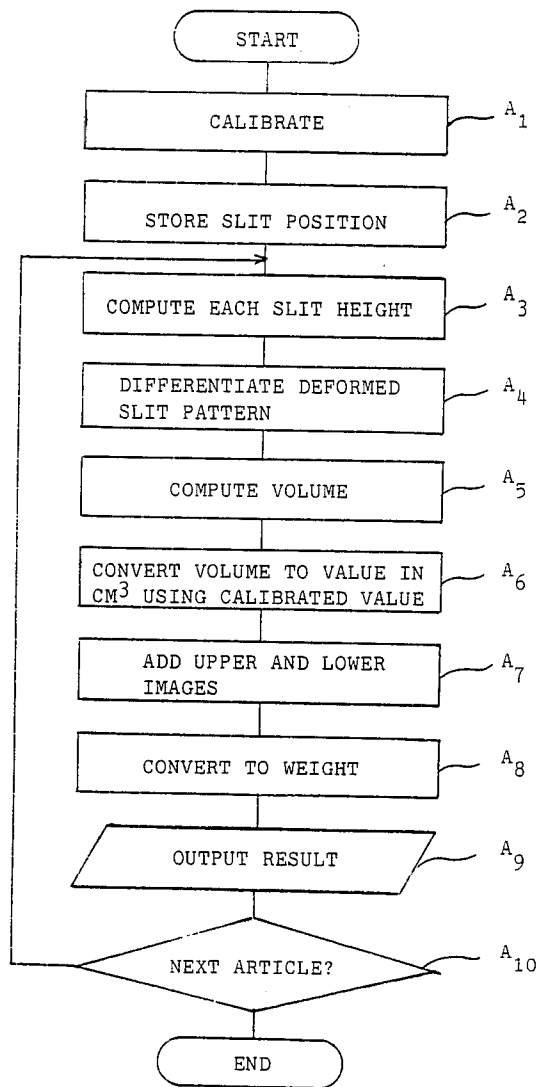 START
CALIBRATE
A1
STORE SLIT POSITION
A2
COMPUTE EACH SLIT HEIGHT
A3
DIFFERENTIATE DEFORMED
SLIT PATTERN
A4
COMPUTE VOLUME
A5
CONVERT VOLUME TO VALUE IN
CM³ USING CALIBRATED VALUE
A6
ADD UPPER AND LOWER
IMAGES
A7
CONVERT TO WEIGHT
A8
OUTPUT RESULT
A9
NEXT ARTICLE?
A10
END